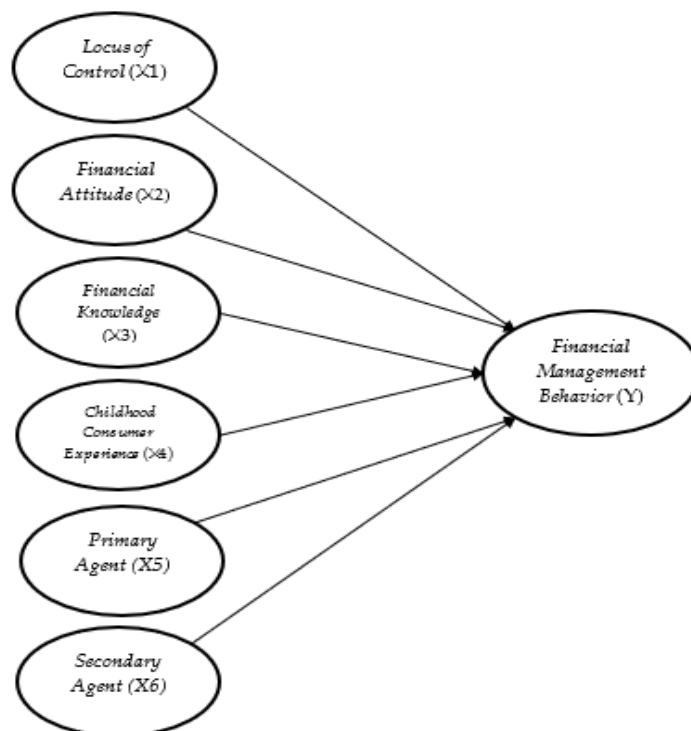 Locus of
Control (X1)
Financial
Attitude (X2)
Financial
Knowledge
(X3)
Childhood
Consumer
Experience (X4)
Primary
Agent (X5)
Secondary
Agent (X6)
Financial
Management
Behavior (Y)